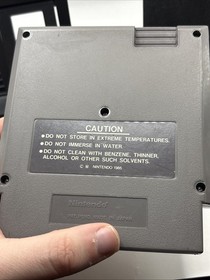 CAUTION
• DO NOT STORE IN EXTREME TEMPERATURES.
• DO NOT IMMERSE IN WATER.
• DO NOT CLEAN WITH BENZENE, THINNER,
ALCOHOL OR OTHER SUCH SOLVENTS.
© ® NINTENDO 1985